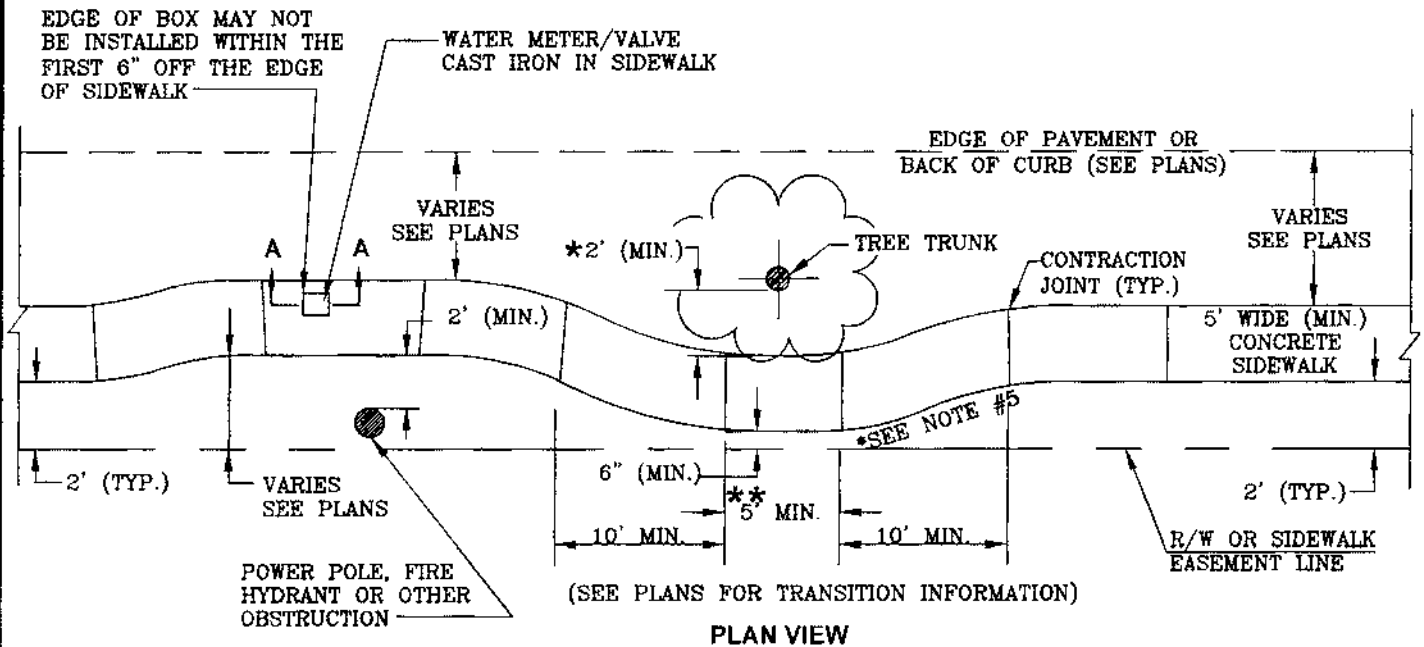 EDGE OF BOX MAY NOT
BE INSTALLED WITHIN THE
FIRST 6" OFF THE EDGE
OF SIDEWALK
WATER METER/VALVE
CAST IRON IN SIDEWALK
EDGE OF PAVEMENT OR
BACK OF CURB (SEE PLANS)
VARIES
SEE PLANS
A
A
*2' (MIN.)
TREE TRUNK
VARIES
SEE PLANS
CONTRACTION
JOINT (TYP.)
2' (MIN.)
5' WIDE (MIN.)
CONCRETE
SIDEWALK
*SEE NOTE #5
2' (TYP.)
VARIES
SEE PLANS
6" (MIN.)
**
5' MIN.
10' MIN.
10' MIN.
2' (TYP.)
R/W OR SIDEWALK
EASEMENT LINE
POWER POLE, FIRE
HYDRANT OR OTHER
OBSTRUCTION
(SEE PLANS FOR TRANSITION INFORMATION)
PLAN VIEW